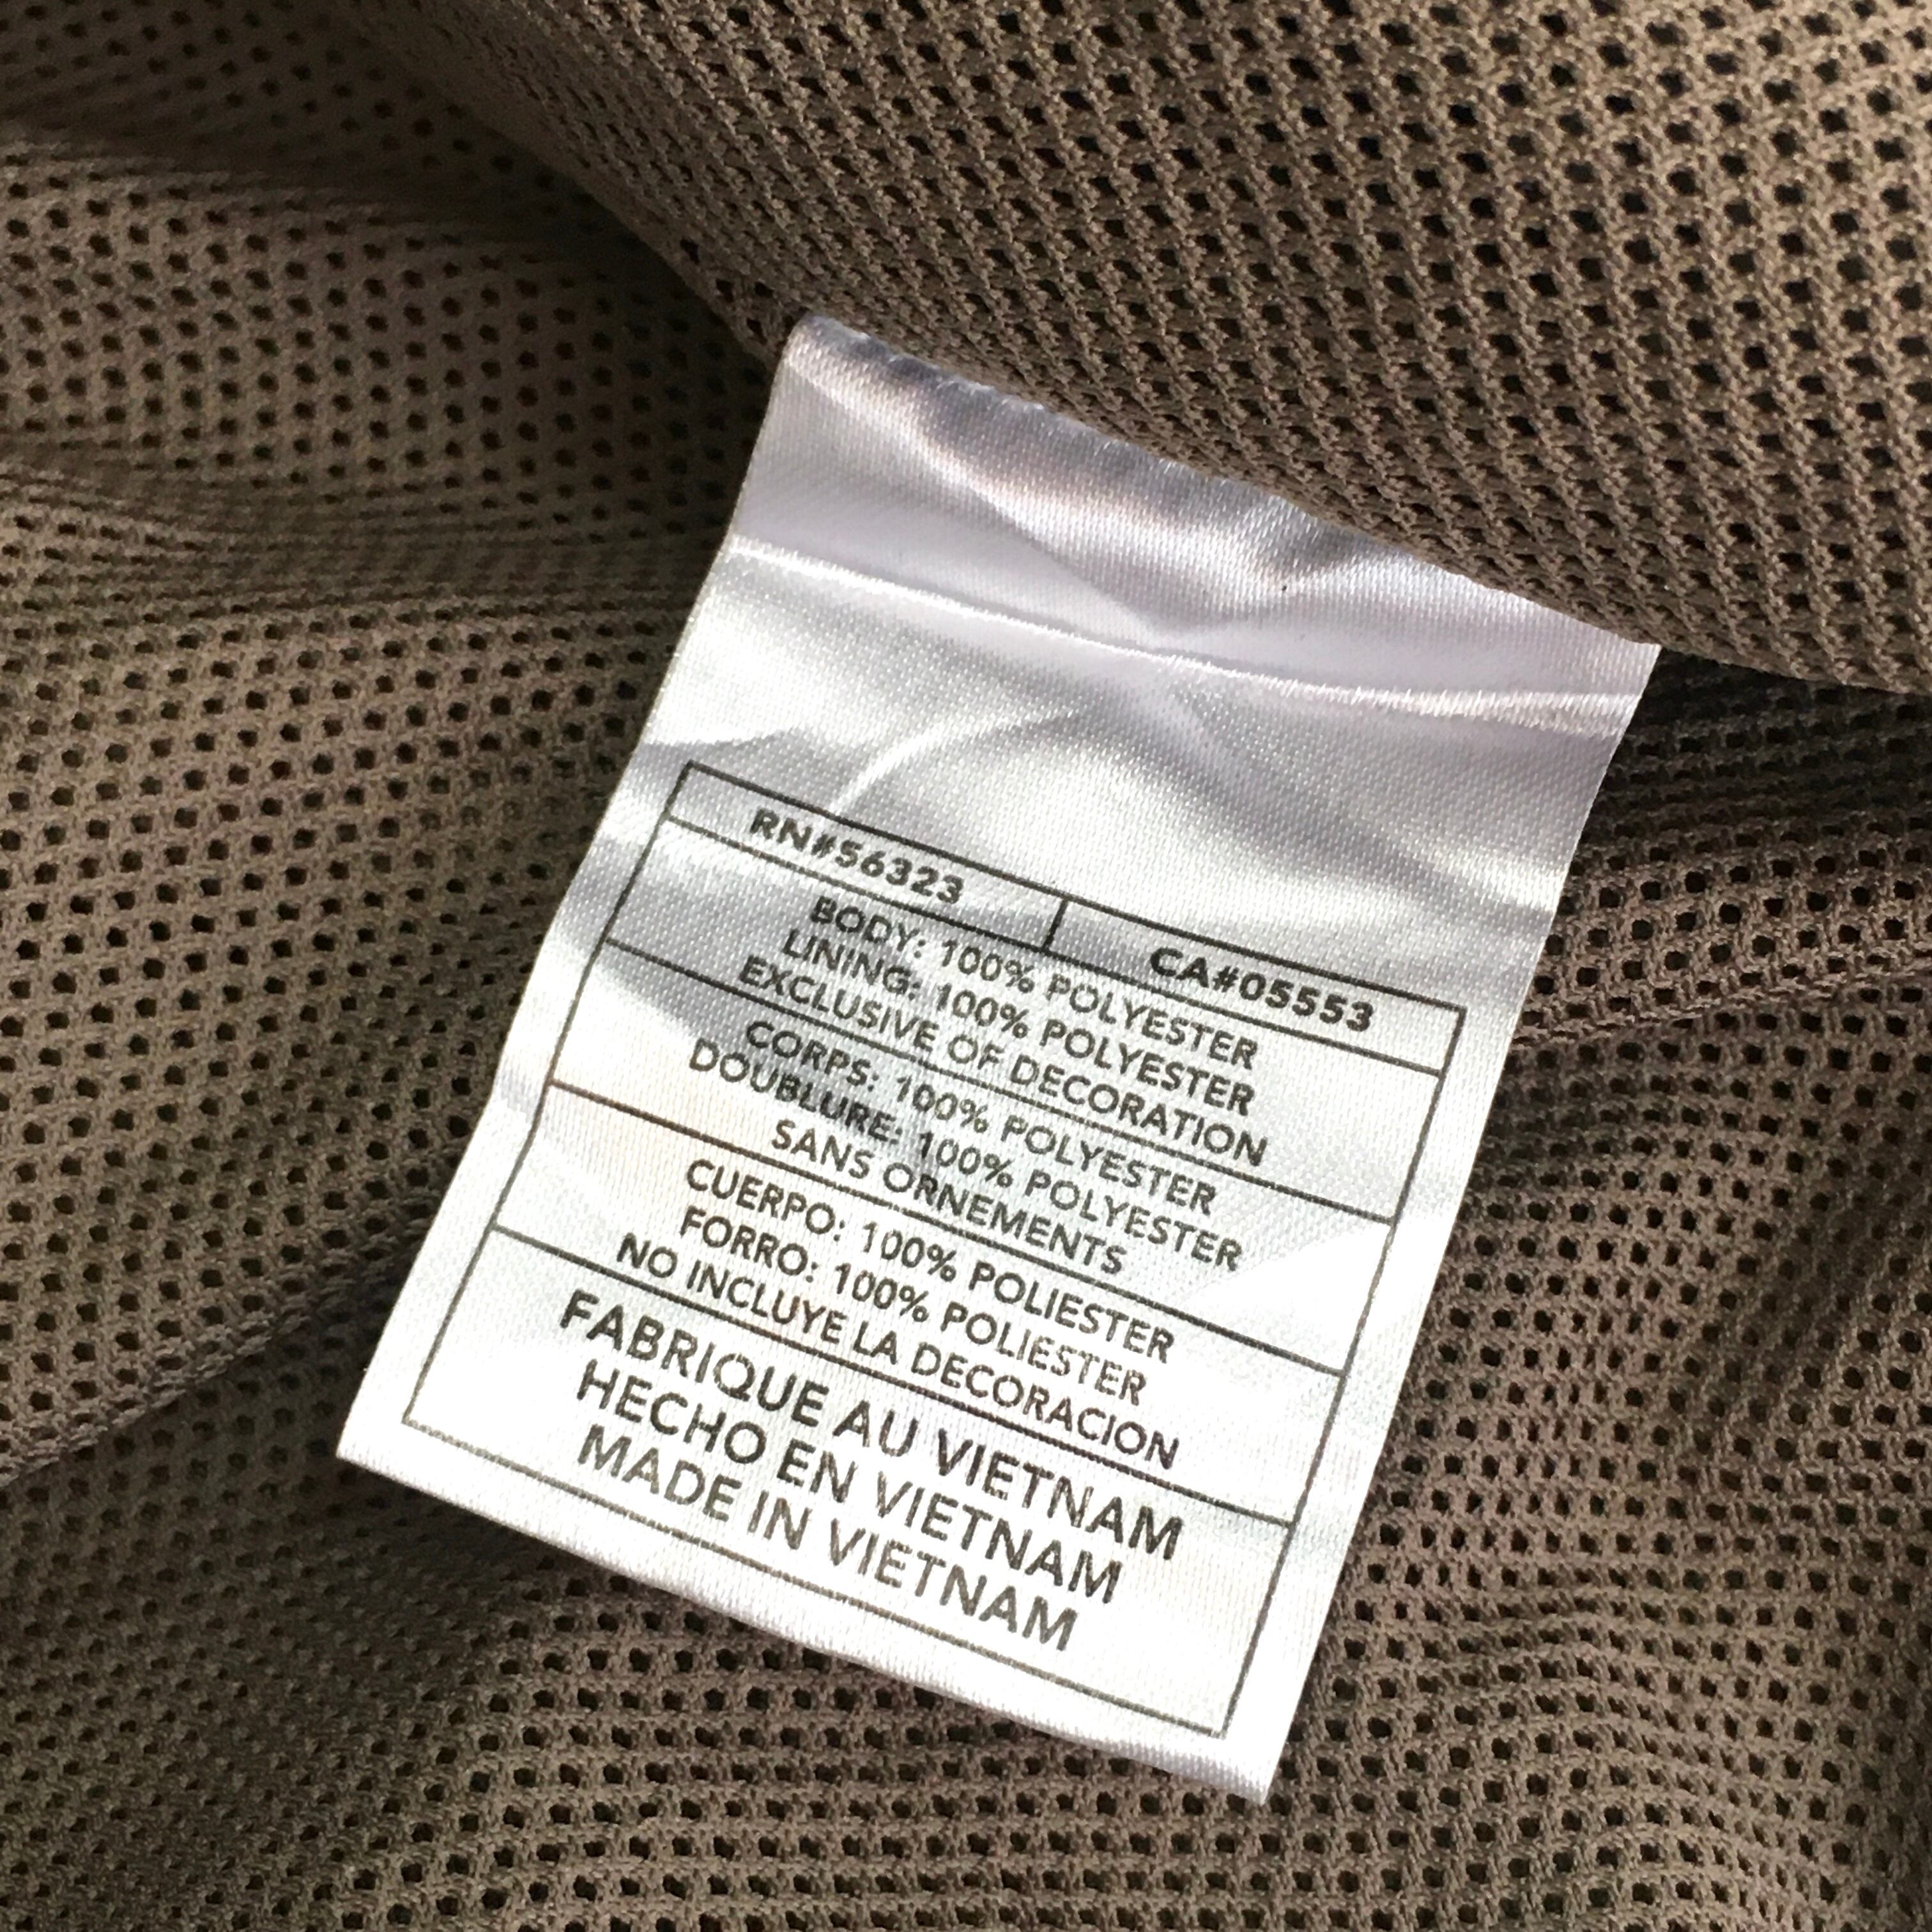 RN#56323 CA#05553
BODY: 100% POLYESTER
LINING: 100% POLYESTER
EXCLUSIVE OF DECORATION
CORPS: 100% POLYESTER
DOUBLURE: 100% POLYESTER
SANS ORNEMENTS
CUERPO: 100% POLIESTER
FORRO: 100% POLIESTER
NO INCLUYE LA DECORACION
FABRIQUE AU VIETNAM
HECHO EN VIETNAM
MADE IN VIETNAM